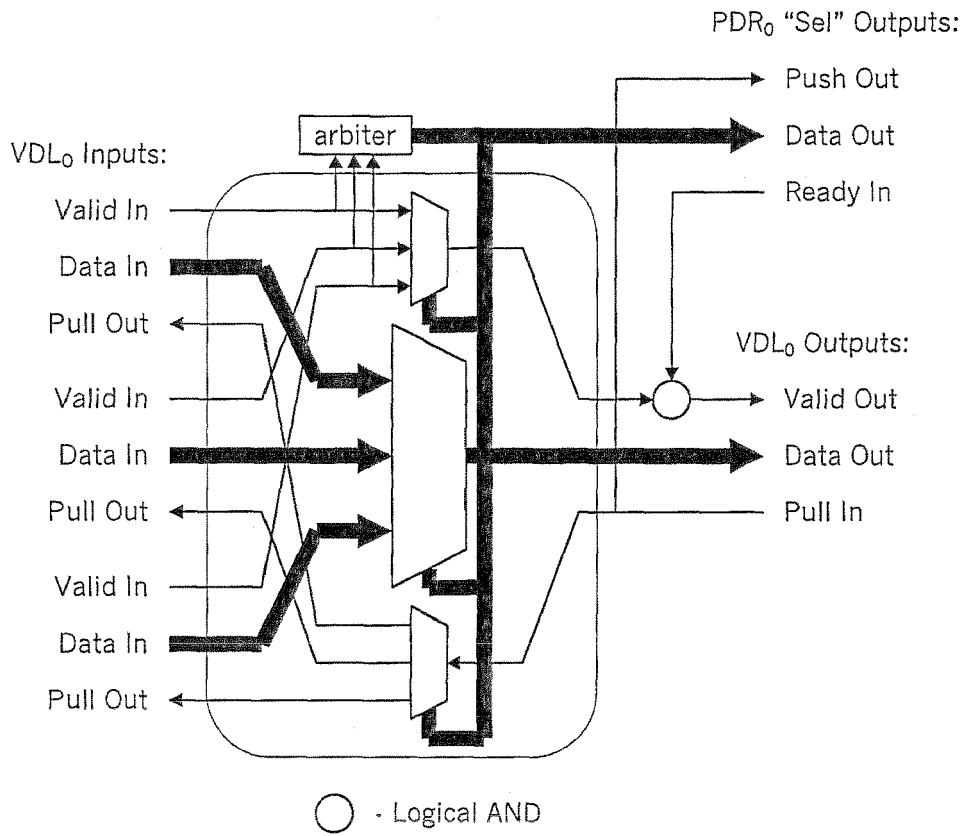 PDR₀ “Sel” Outputs:
Push Out
arbiter
Data Out
VDL₀ Inputs:
Ready In
Valid In
Data In
Pull Out
VDL₀ Outputs:
Valid In
Valid Out
Data In
Data Out
Pull Out
Pull In
Valid In
Data In
Pull Out
- Logical AND